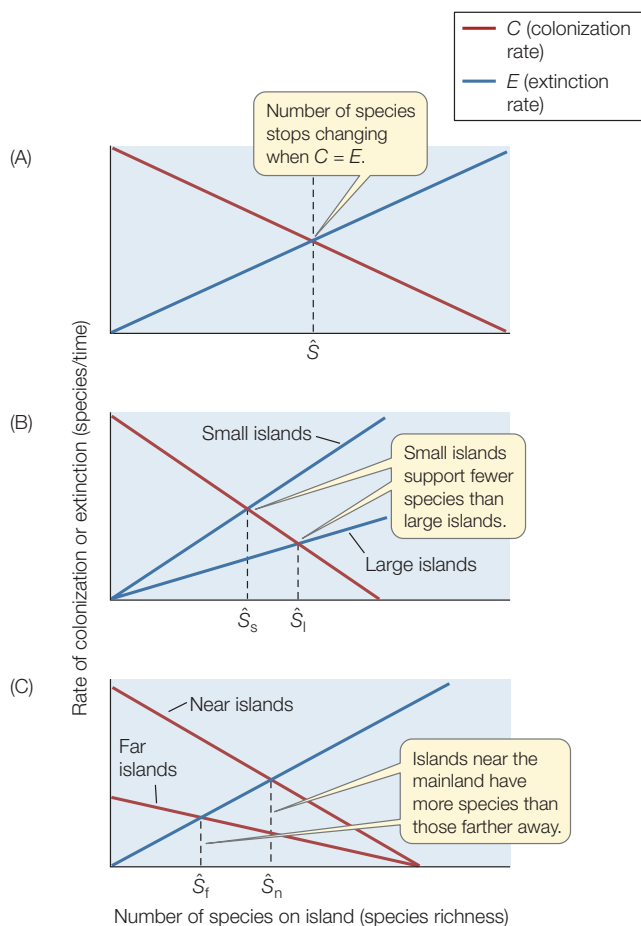 C (colonization
rate)
E (extinction
rate)
Number of species
stops changing
when C = E.
(A)
Ŝ
Rate of colonization or extinction (species/time)
(B)
Small islands
Small islands
support fewer
species than
large islands.
Large islands
Ŝs
Ŝl
(C)
Near islands
Far
islands
Islands near the
mainland have
more species than
those farther away.
Ŝf
Ŝn
Number of species on island (species richness)